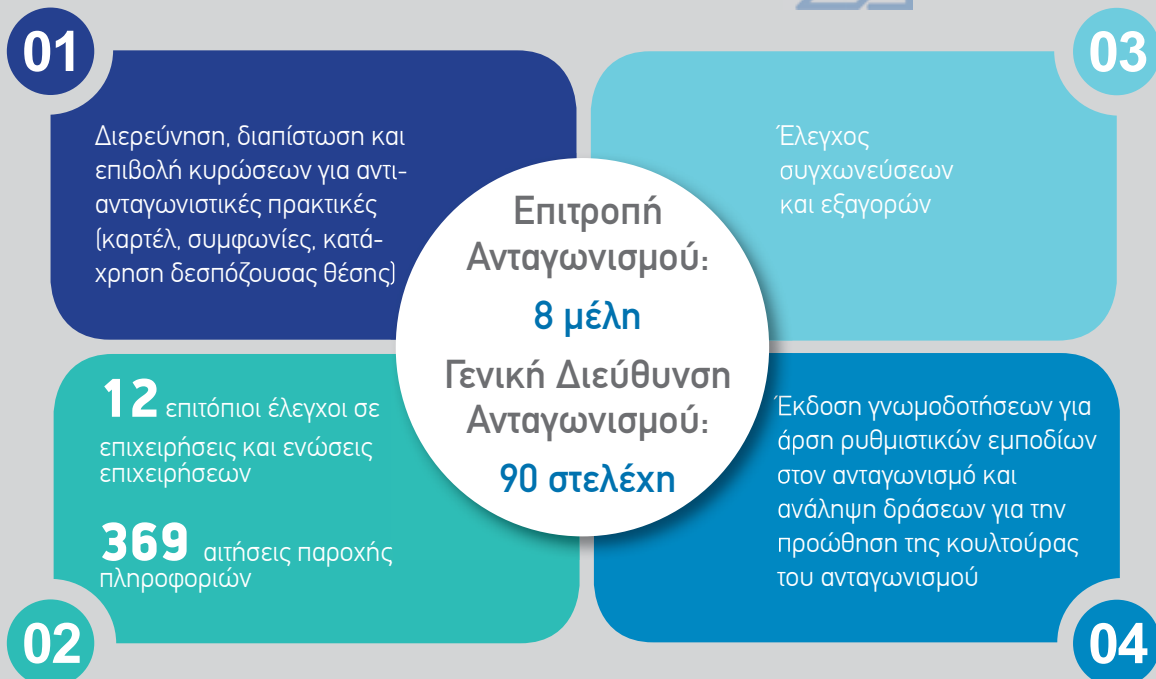 01
Διερεύνηση, διαπίστωση και
επιβολή κυρώσεων για αντι-
ανταγωνιστικές πρακτικές
(καρτέλ, συμφωνίες, κατά-
χρηση δεσπόζουσας θέσης)
12 επιτόπιοι έλεγχοι σε
επιχειρήσεις και ενώσεις
επιχειρήσεων
369 αιτήσεις παροχής
πληροφοριών
02
Επιτροπή
Ανταγωνισμού:
8 μέλη
Γενική Διεύθυνση
Ανταγωνισμού:
90 στελέχη
03
Έλεγχος
συγχωνεύσεων
και εξαγορών
Έκδοση γνωμοδοτήσεων για
άρση ρυθμιστικών εμποδίων
στον ανταγωνισμό και
ανάληψη δράσεων για την
προώθηση της κουλτούρας
του ανταγωνισμού
04